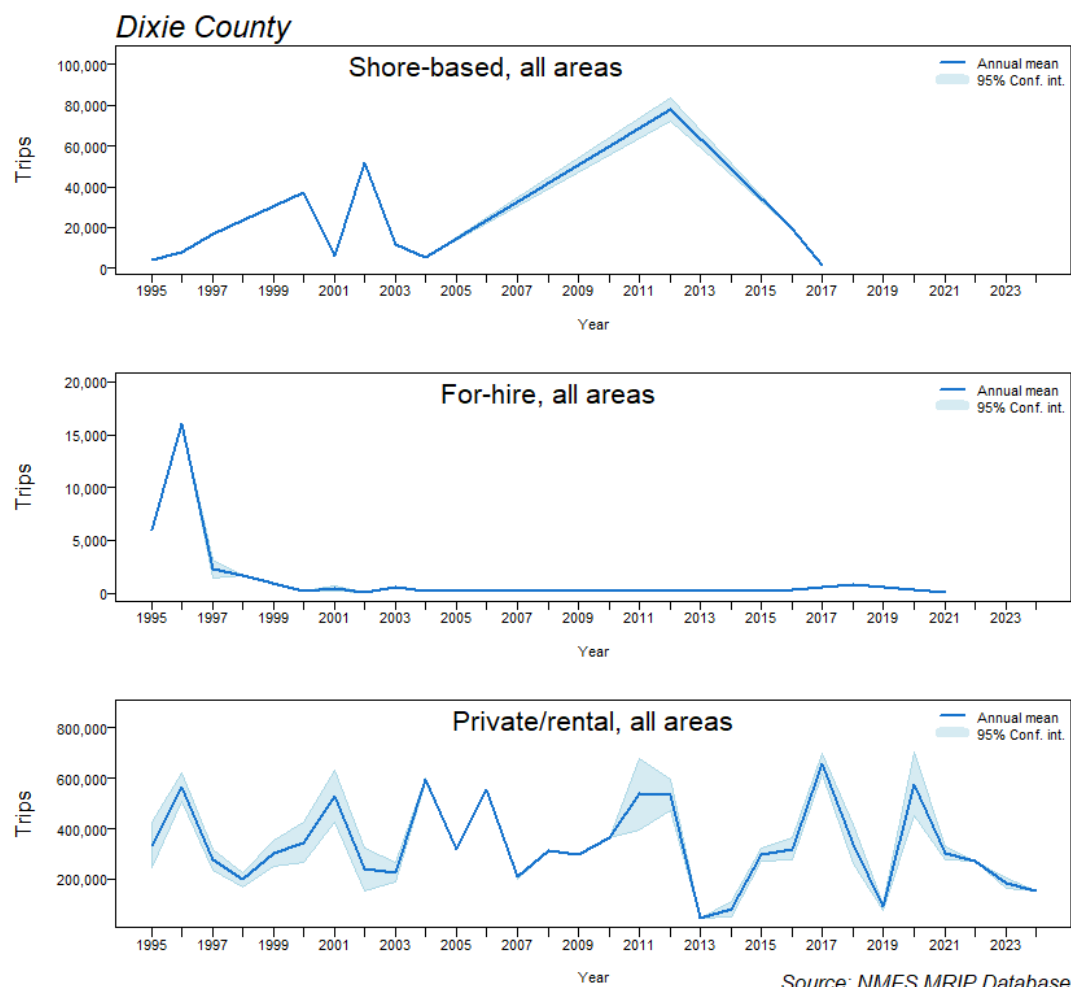 Dixie County
Shore-based, all areas
Annual mean
95% Conf. int.
100,000
80,000
60,000
40,000
20,000
0
Trips
1995 1997 1999 2001 2003 2005 2007 2009 2011 2013 2015 2017 2019 2021 2023
Year
For-hire, all areas
Annual mean
95% Conf. int.
20,000
15,000
10,000
5,000
0
Trips
1995 1997 1999 2001 2003 2005 2007 2009 2011 2013 2015 2017 2019 2021 2023
Year
Private/rental, all areas
Annual mean
95% Conf. int.
800,000
600,000
400,000
200,000
Trips
1995 1997 1999 2001 2003 2005 2007 2009 2011 2013 2015 2017 2019 2021 2023
Year
Source: NMFS MRIP Database